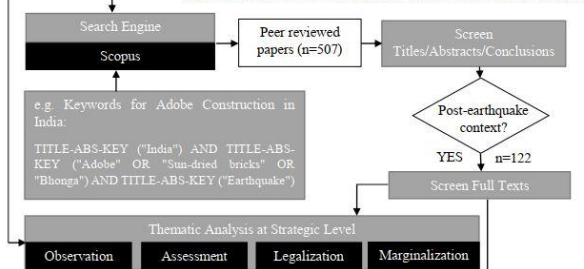 Search Engine
Scopus
Peer reviewed
papers (n=507)
Screen
Titles/Abstracts/Conclusions
e.g. Keywords for Adobe Construction in
India:
TITLE-ABS-KEY ("India") AND TITLE-ABS-
KEY ("Adobe" OR "Sun-dried bricks" OR
"Bhonga") AND TITLE-ABS-KEY ("Earthquake")
Post-earthquake
context?
YES n=122
Screen Full Texts
Thematic Analysis at Strategic Level
Observation Assessment Legalization Marginalization